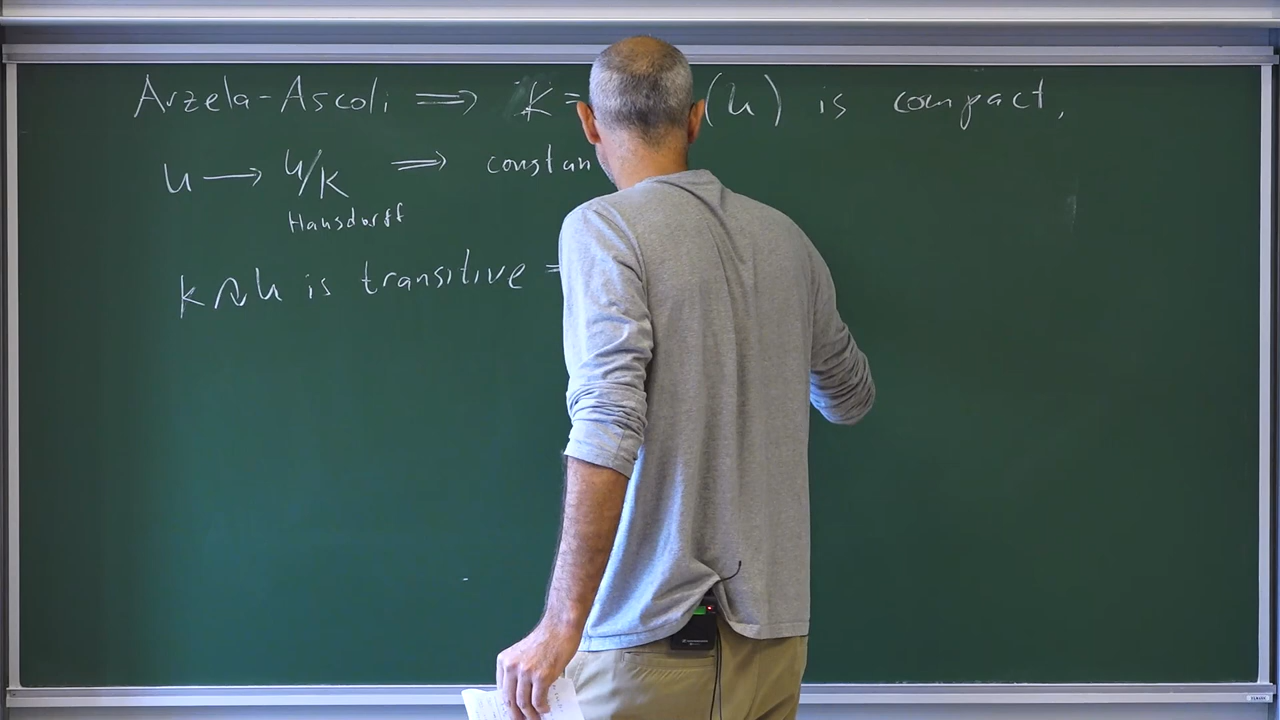 Arzela-Ascoli ⟹ K = (U) is compact,
U ⟶ U/K ⟹ constan
Hausdorff
K ↷ U is transitive =